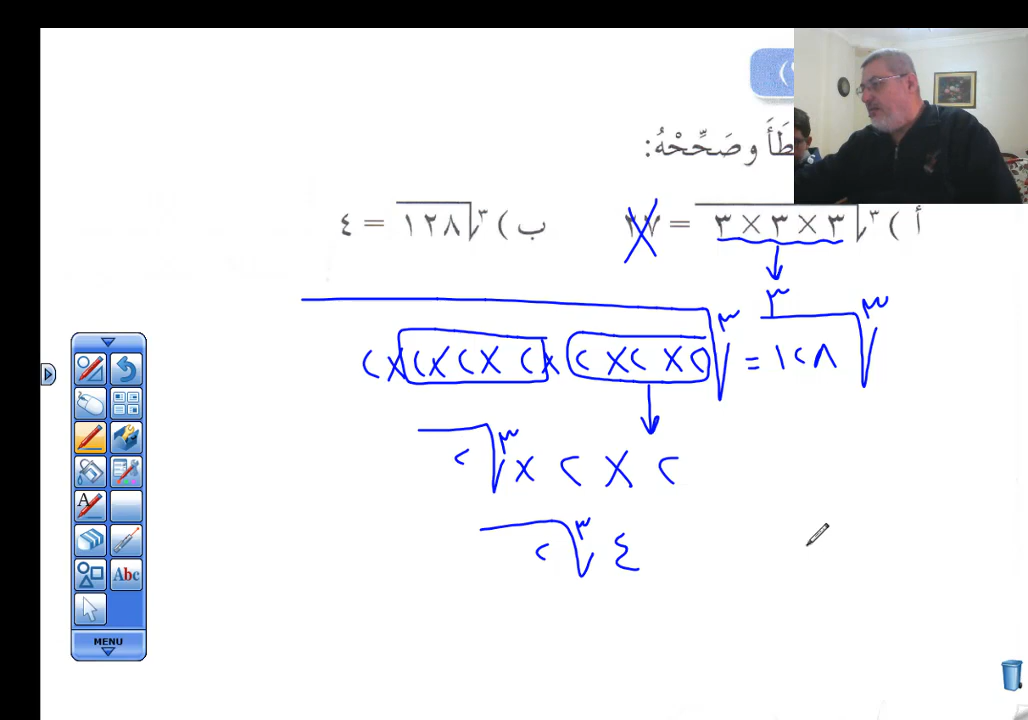 طَأَ وصَحِّحْهُ:
أ) ∛(٣ × ٣ × ٣) = ٢٧
ب) ∛١٢٨ = ٤
٣
∛١٢٨ = ∛(٢×٢×٢×٢×٢×٢×٢)
٢ × ٢ × ∛٢
٤ ∛٢
A
Abc
MENU